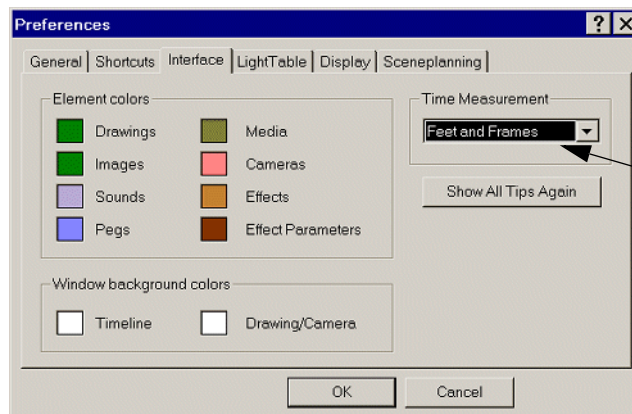 Preferences
General Shortcuts Interface LightTable Display Sceneplanning
Element colors
Drawings Media
Images Cameras
Sounds Effects
Pegs Effect Parameters
Time Measurement
Feet and Frames
Show All Tips Again
Window background colors
Timeline Drawing/Camera
OK Cancel